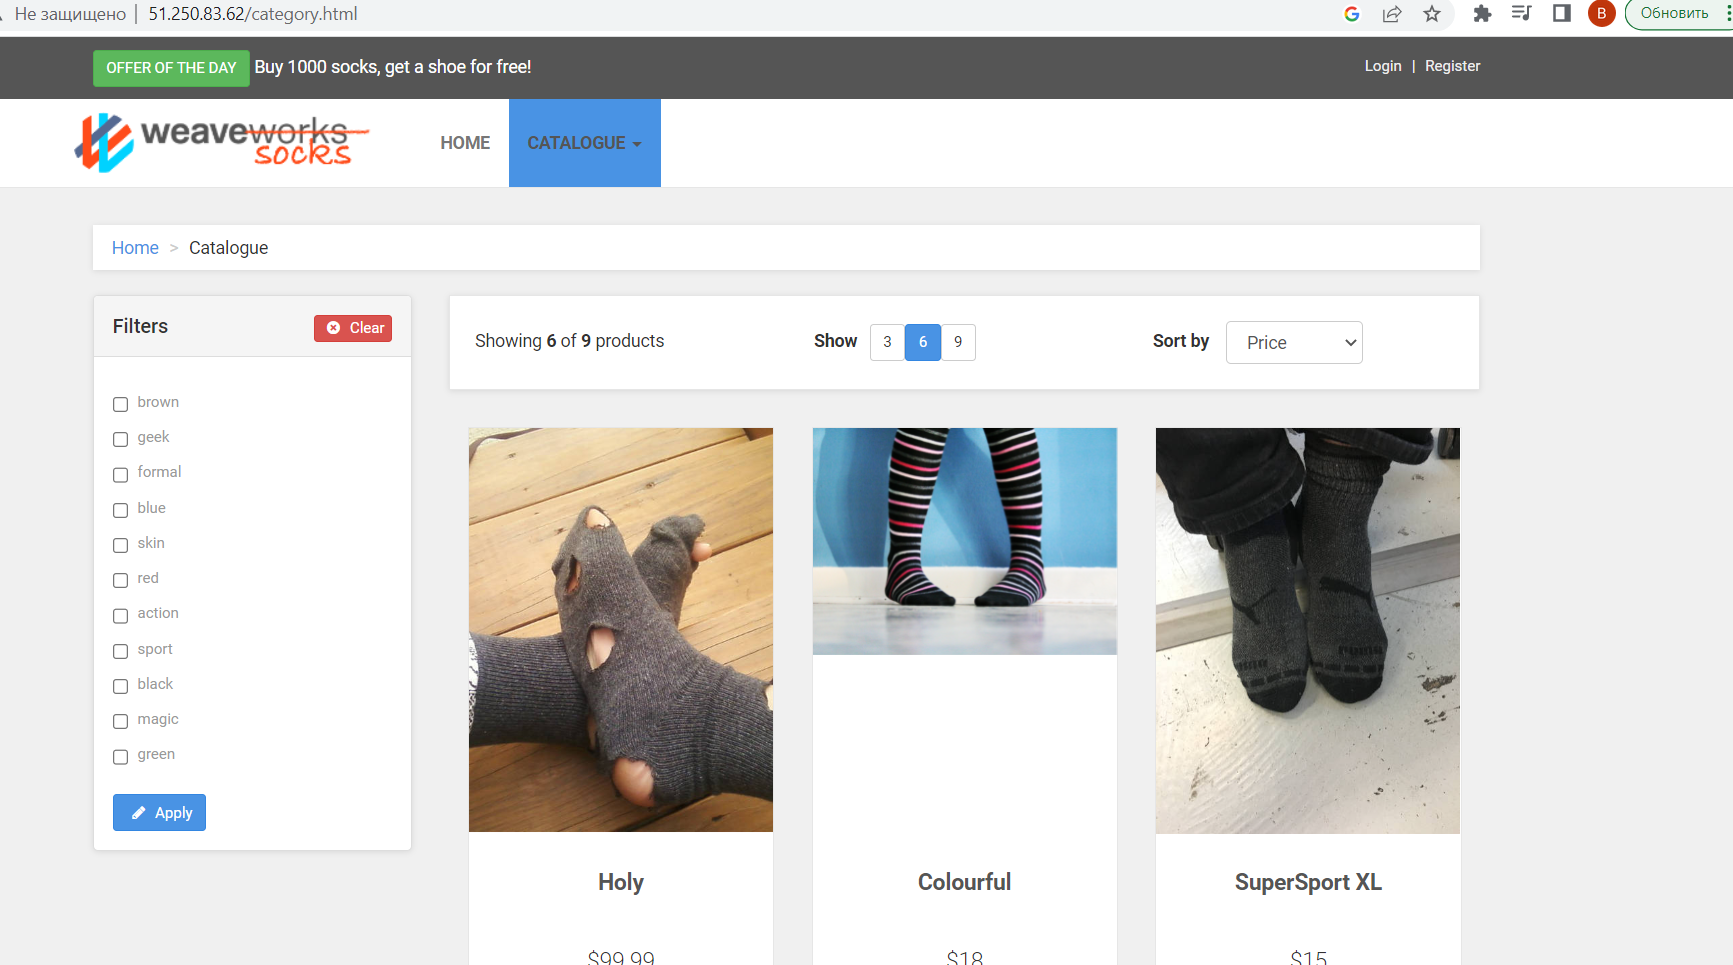 Не защищено | 51.250.83.62/category.html
B
Обновить
OFFER OF THE DAY Buy 1000 socks, get a shoe for free!
Login | Register
weaveworks
socks
HOME
CATALOGUE
Home > Catalogue
Filters
Clear
brown
geek
formal
blue
skin
red
action
sport
black
magic
green
Apply
Showing 6 of 9 products
Show 3 6 9
Sort by Price
Holy
Colourful
SuperSport XL
$99.99
$18
$15